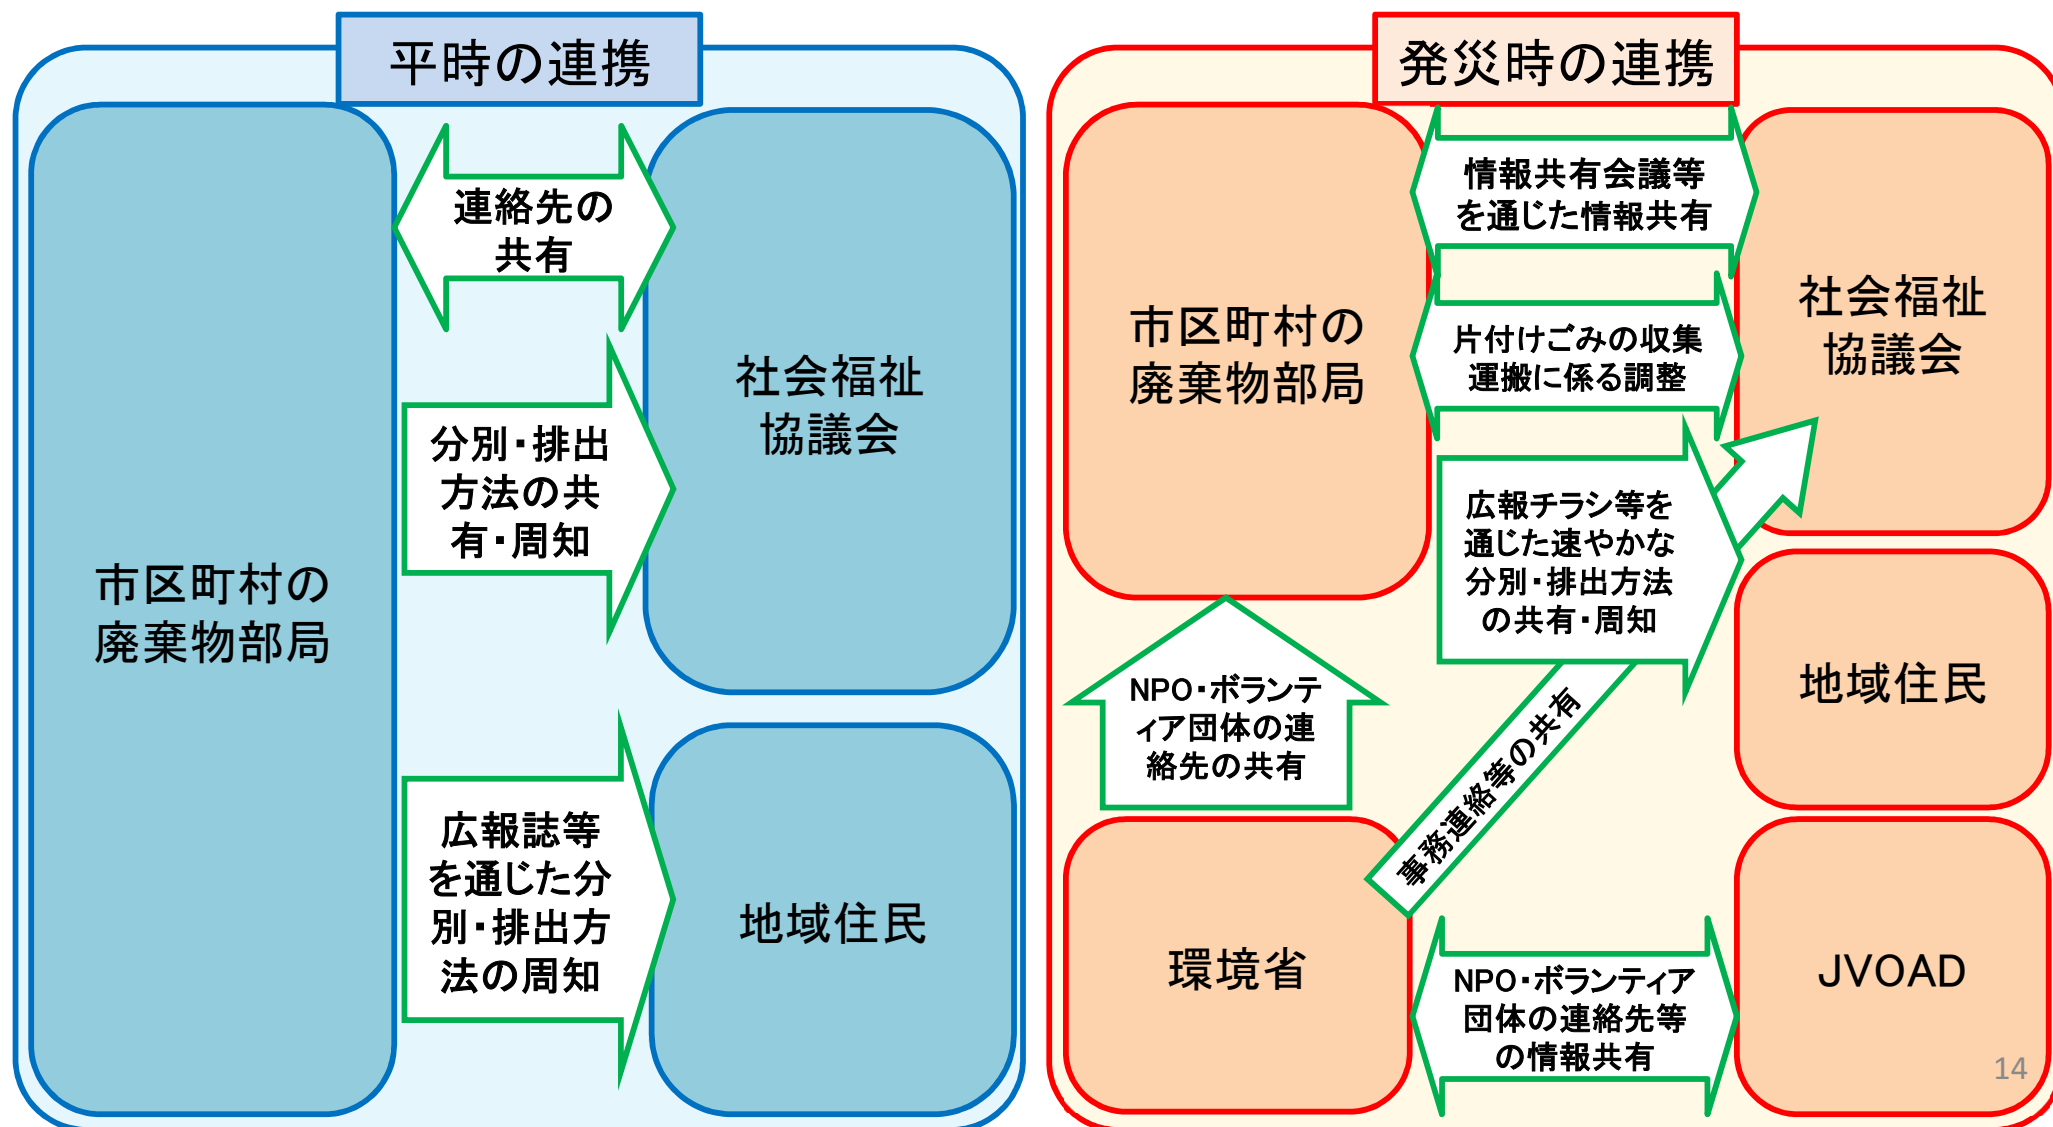 平時の連携
市区町村の
廃棄物部局
連絡先の
共有
分別・排出
方法の共
有・周知
広報誌等
を通じた分
別・排出方
法の周知
社会福祉
協議会
地域住民
発災時の連携
市区町村の
廃棄物部局
情報共有会議等
を通じた情報共有
片付けごみの収集
運搬に係る調整
広報チラシ等を
通じた速やかな
分別・排出方法
の共有・周知
社会福祉
協議会
地域住民
NPO・ボランテ
ィア団体の連
絡先の共有
事務連絡等の共有
環境省
NPO・ボランティア
団体の連絡先等
の情報共有
JVOAD
14